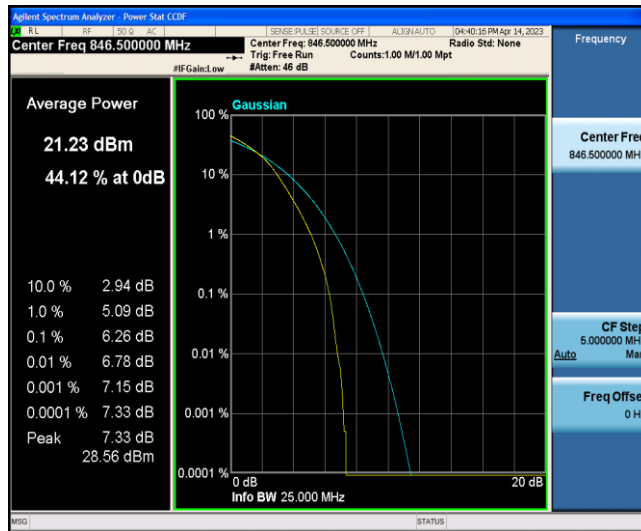 Agilent Spectrum Analyzer - Power Stat CCDF
RL RF 50 Ω AC SENSE:PULSE SOURCE OFF ALIGNAUTO 04:40:16 PM Apr 14, 2023
Center Freq 846.500000 MHz
Center Freq: 846.500000 MHz Radio Std: None
Trig: Free Run Counts:1.00 M/1.00 Mpt
#IFGain:Low #Atten: 46 dB
Frequency
Average Power
21.23 dBm
44.12 % at 0dB
10.0 % 2.94 dB
1.0 % 5.09 dB
0.1 % 6.26 dB
0.01 % 6.78 dB
0.001 % 7.15 dB
0.0001 % 7.33 dB
Peak 7.33 dB
28.56 dBm
Gaussian
100 %
10 %
1 %
0.1 %
0.01 %
0.001 %
0.0001 %
0 dB 20 dB
Info BW 25.000 MHz
Center Fre
846.500000 MH
CF Step
5.000000 MH
Auto Ma
Freq Offse
0 H
MSG STATUS